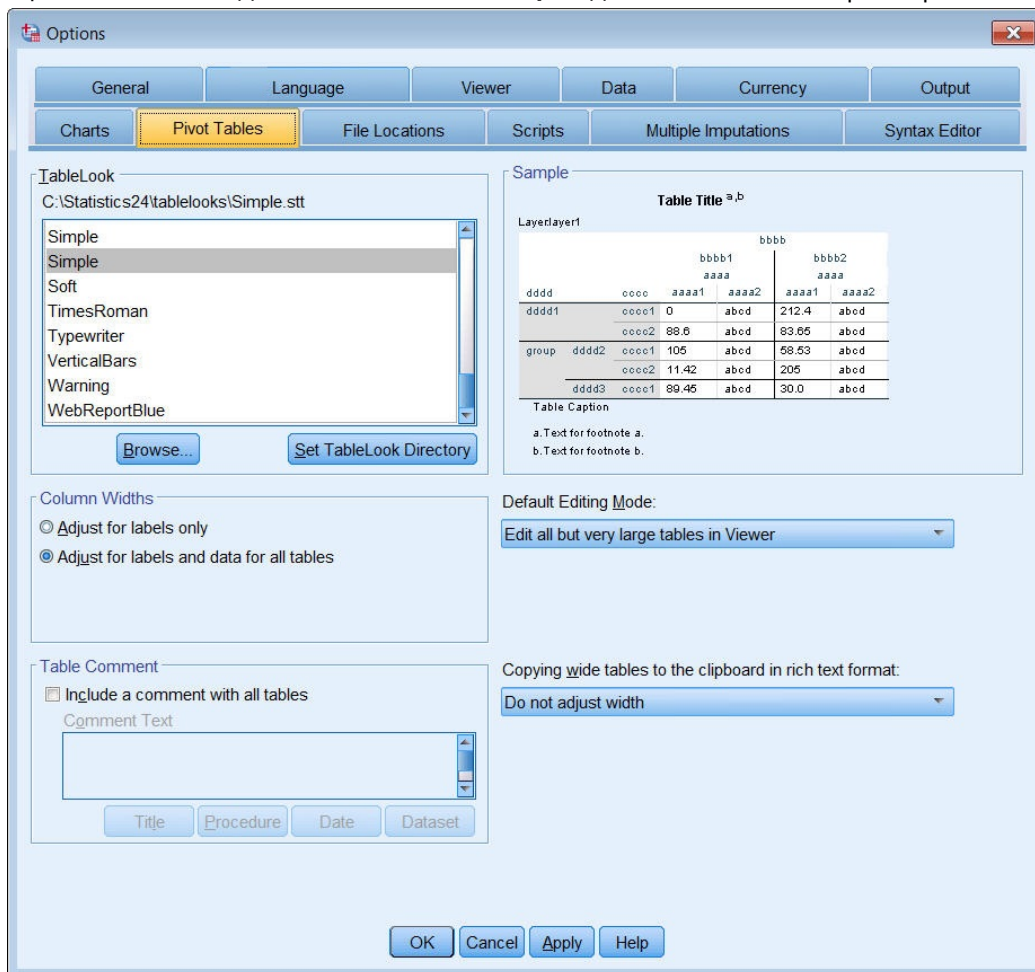 Options
General Language Viewer Data Currency Output
Charts Pivot Tables File Locations Scripts Multiple Imputations Syntax Editor
TableLook
C:\Statistics24\tablelooks\Simple.stt
Simple
Simple
Soft
TimesRoman
Typewriter
VerticalBars
Warning
WebReportBlue
Browse... Set TableLook Directory
Sample
Table Title a,b
Layerlayer1
bbbb
bbbb1 bbbb2
aaaa aaaa
dddd cccc aaaa1 aaaa2 aaaa1 aaaa2
dddd1 cccc1 0 abcd 212.4 abcd
cccc2 88.6 abcd 83.65 abcd
group dddd2 cccc1 105 abcd 58.53 abcd
cccc2 11.42 abcd 205 abcd
dddd3 cccc1 89.45 abcd 30.0 abcd
Table Caption
a.Text for footnote a.
b.Text for footnote b.
Column Widths
Adjust for labels only
Adjust for labels and data for all tables
Default Editing Mode:
Edit all but very large tables in Viewer
Table Comment
Include a comment with all tables
Comment Text
Title Procedure Date Dataset
Copying wide tables to the clipboard in rich text format:
Do not adjust width
OK Cancel Apply Help